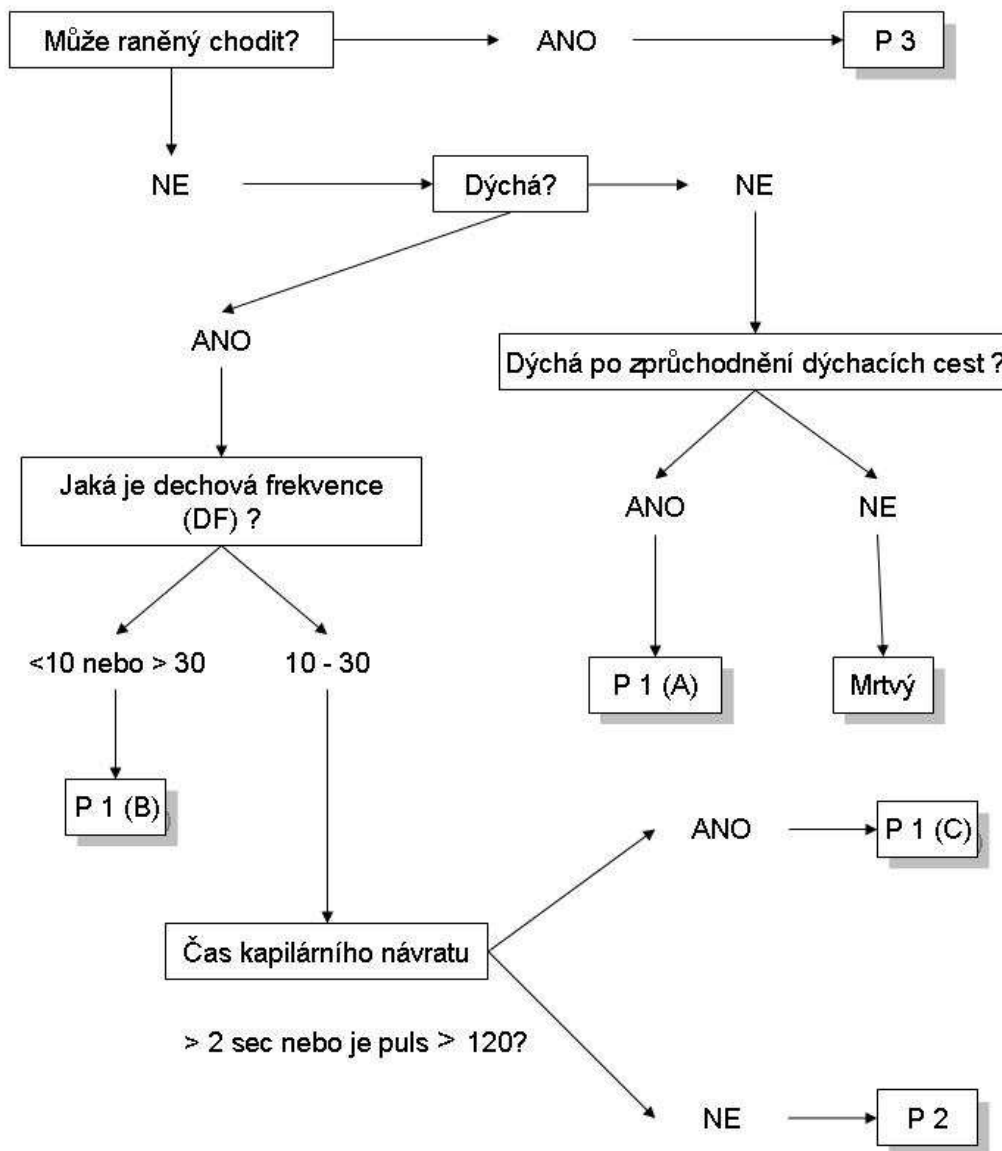 Může raněný chodit?
ANO
P 3
NE
Dýchá?
NE
ANO
Dýchá po zprůchodnění dýchacích cest ?
Jaká je dechová frekvence
(DF) ?
ANO
NE
<10 nebo > 30
10 - 30
P 1 (A)
Mrtvý
P 1 (B)
ANO
P 1 (C)
Čas kapilárního návratu
> 2 sec nebo je puls > 120?
NE
P 2